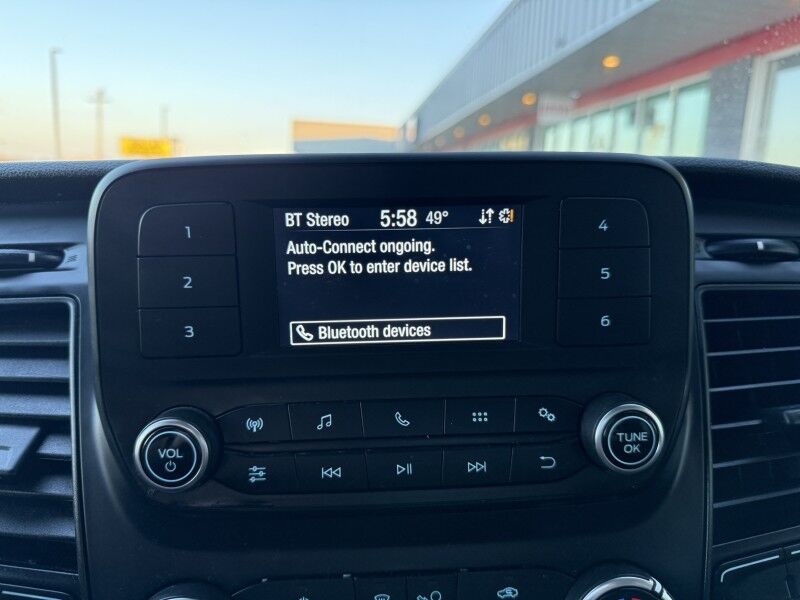 BT Stereo 5:58 49°
Auto-Connect ongoing.
Press OK to enter device list.
Bluetooth devices
1
2
3
4
5
6
VOL
TUNE
OK